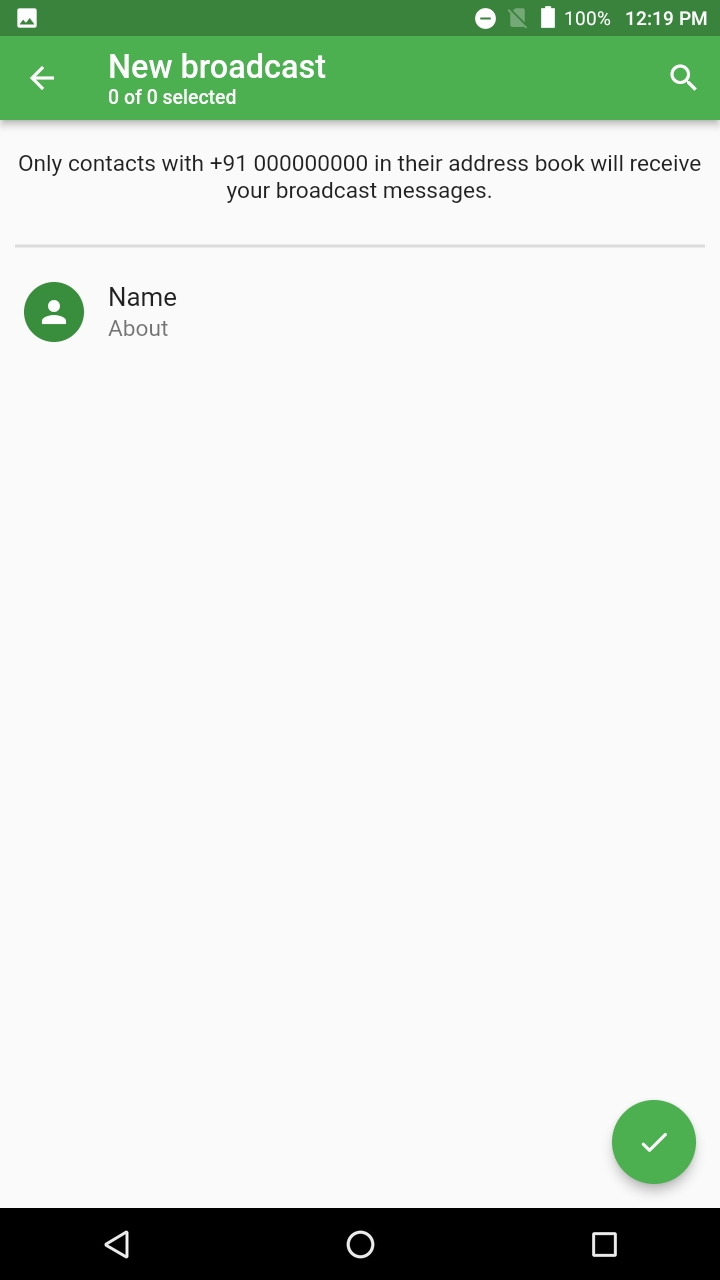 100% 12:19 PM
New broadcast
0 of 0 selected
Only contacts with +91 000000000 in their address book will receive
your broadcast messages.
Name
About